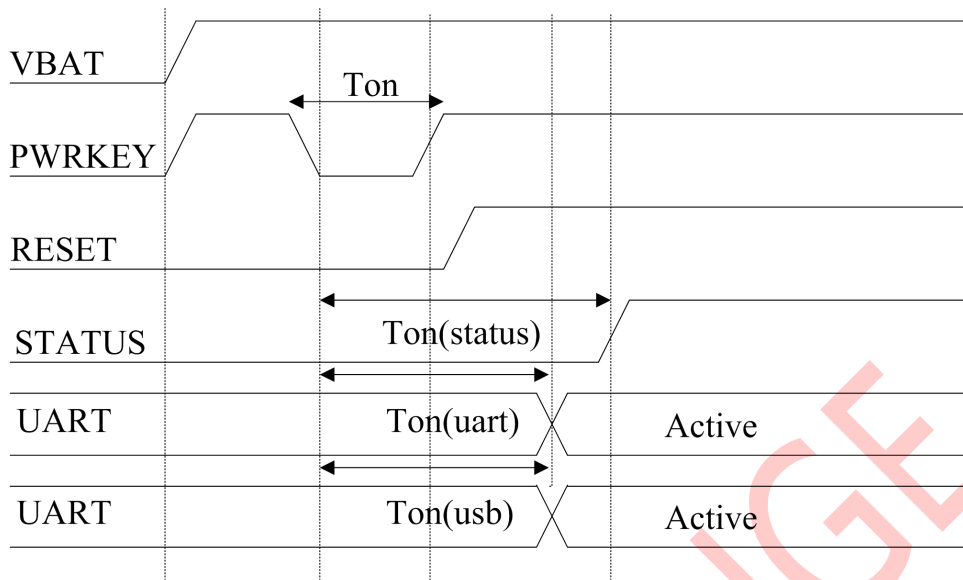 VBAT
Ton
PWRKEY
RESET
Ton(status)
STATUS
UART Ton(uart) Active
UART Ton(usb) Active